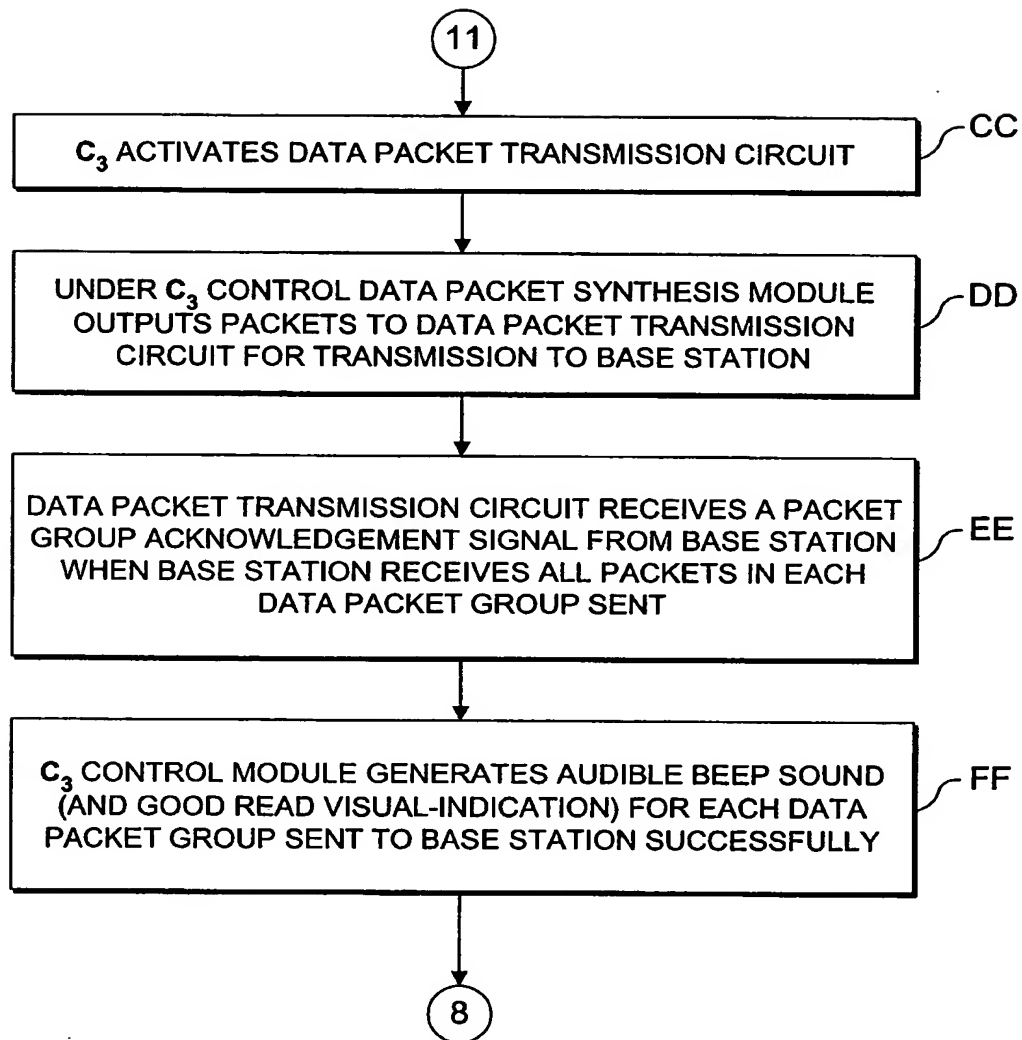 11
C₃ ACTIVATES DATA PACKET TRANSMISSION CIRCUIT
CC
UNDER C₃ CONTROL DATA PACKET SYNTHESIS MODULE
OUTPUTS PACKETS TO DATA PACKET TRANSMISSION
CIRCUIT FOR TRANSMISSION TO BASE STATION
DD
DATA PACKET TRANSMISSION CIRCUIT RECEIVES A PACKET
GROUP ACKNOWLEDGEMENT SIGNAL FROM BASE STATION
WHEN BASE STATION RECEIVES ALL PACKETS IN EACH
DATA PACKET GROUP SENT
EE
C₃ CONTROL MODULE GENERATES AUDIBLE BEEP SOUND
(AND GOOD READ VISUAL-INDICATION) FOR EACH DATA
PACKET GROUP SENT TO BASE STATION SUCCESSFULLY
FF
8